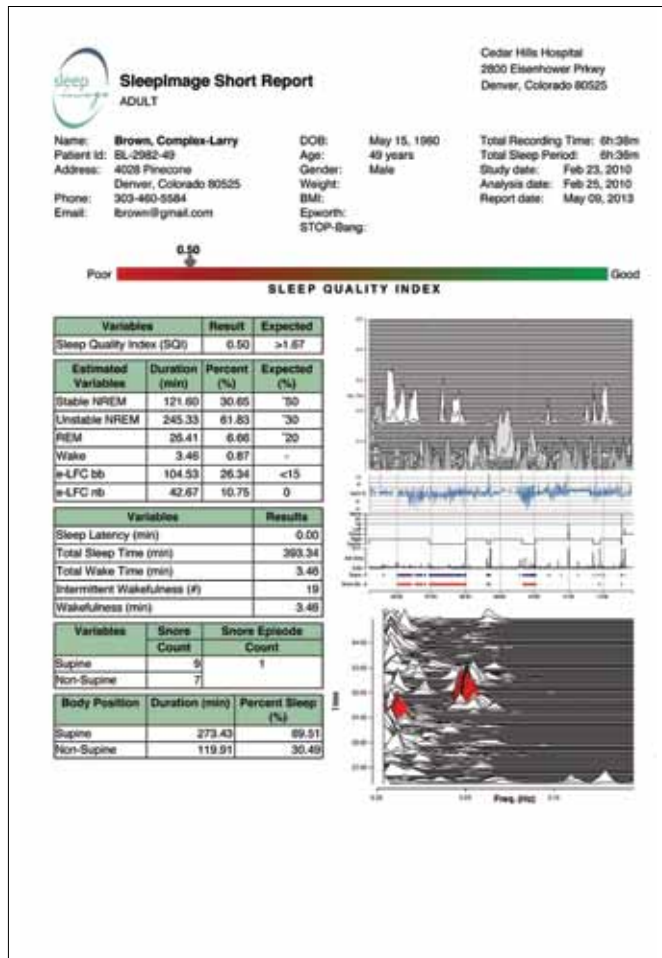 sleep
image
SleepImage Short Report
ADULT
Cedar Hills Hospital
2800 Eisenhower Prkwy
Denver, Colorado 80525
Name: Brown, Complex-Larry
Patient Id: BL-2982-49
Address: 4028 Pinecone
Denver, Colorado 80525
Phone: 303-460-5584
Email: lbrown@gmail.com
DOB: May 15, 1960
Age: 49 years
Gender: Male
Weight:
BMI:
Epworth:
STOP-Bang:
Total Recording Time: 6h:36m
Total Sleep Period: 6h:36m
Study date: Feb 23, 2010
Analysis date: Feb 25, 2010
Report date: May 09, 2013
0.50
Poor Good
SLEEP QUALITY INDEX
Variables Result Expected
Sleep Quality Index (SQI) 0.50 >1.67
Estimated Variables Duration (min) Percent (%) Expected (%)
Stable NREM 121.60 30.65 ~50
Unstable NREM 245.33 61.83 ~30
REM 26.41 6.66 ~20
Wake 3.46 0.87 -
e-LFC bb 104.53 26.34 <15
e-LFC nb 42.67 10.75 0
Variables Results
Sleep Latency (min) 0.00
Total Sleep Time (min) 393.34
Total Wake Time (min) 3.46
Intermittent Wakefulness (#) 19
Wakefulness (min) 3.46
Variables Snore Snore Episode
Count Count
Supine 9 1
Non-Supine 7
Body Position Duration (min) Percent Sleep (%)
Supine 273.43 69.51
Non-Supine 119.91 30.49
Time
Freq. (Hz)